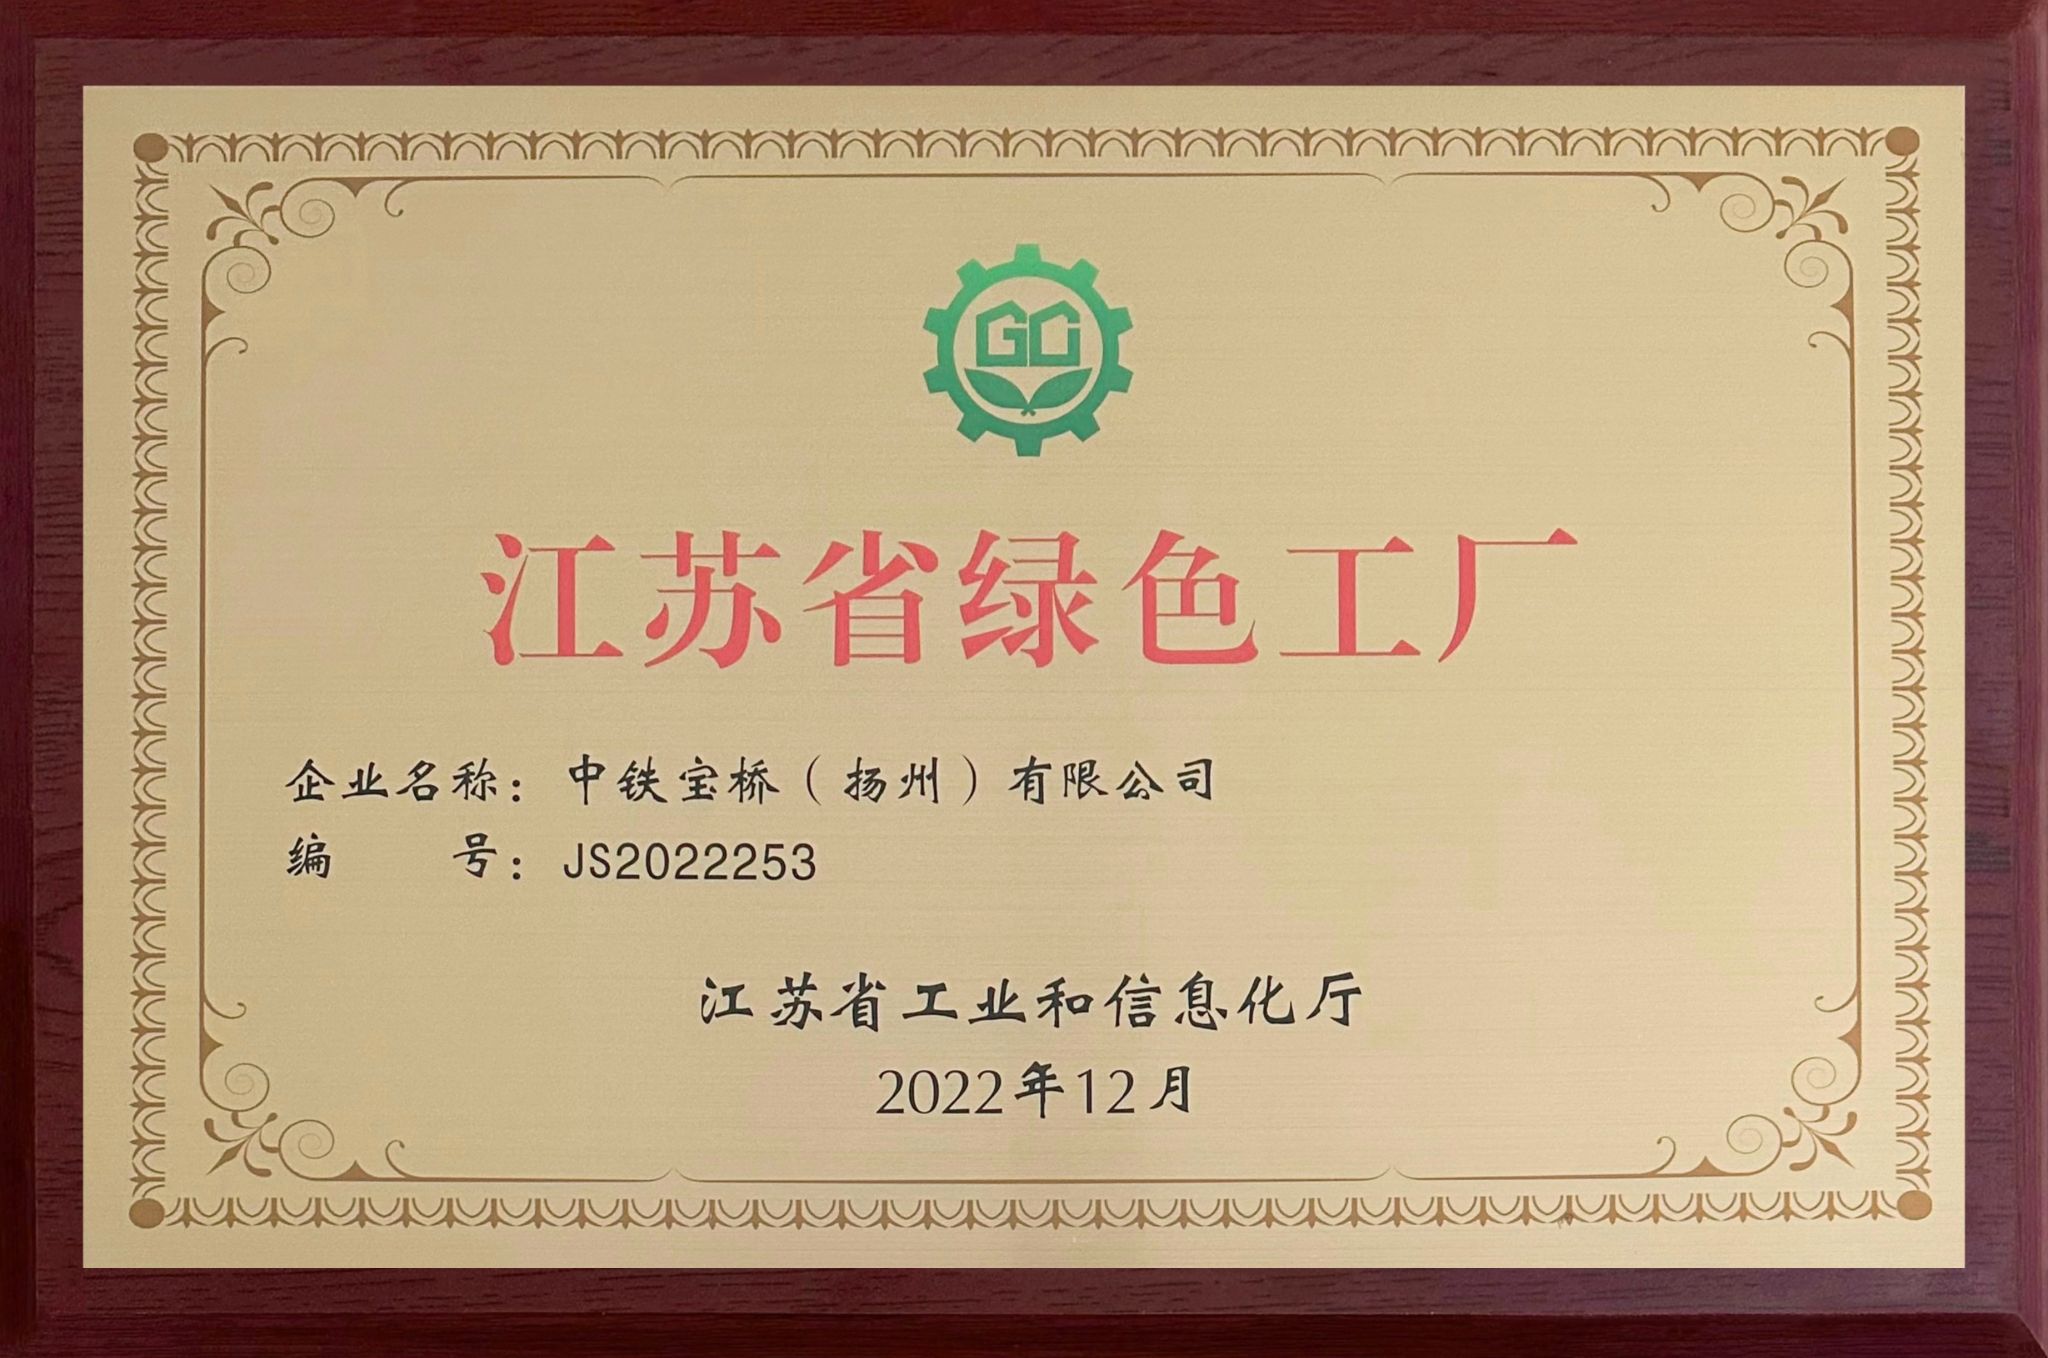 GC
江苏省绿色工厂
企业名称：中铁宝桥（扬州）有限公司
编　　号：JS2022253
江苏省工业和信息化厅
2022年12月